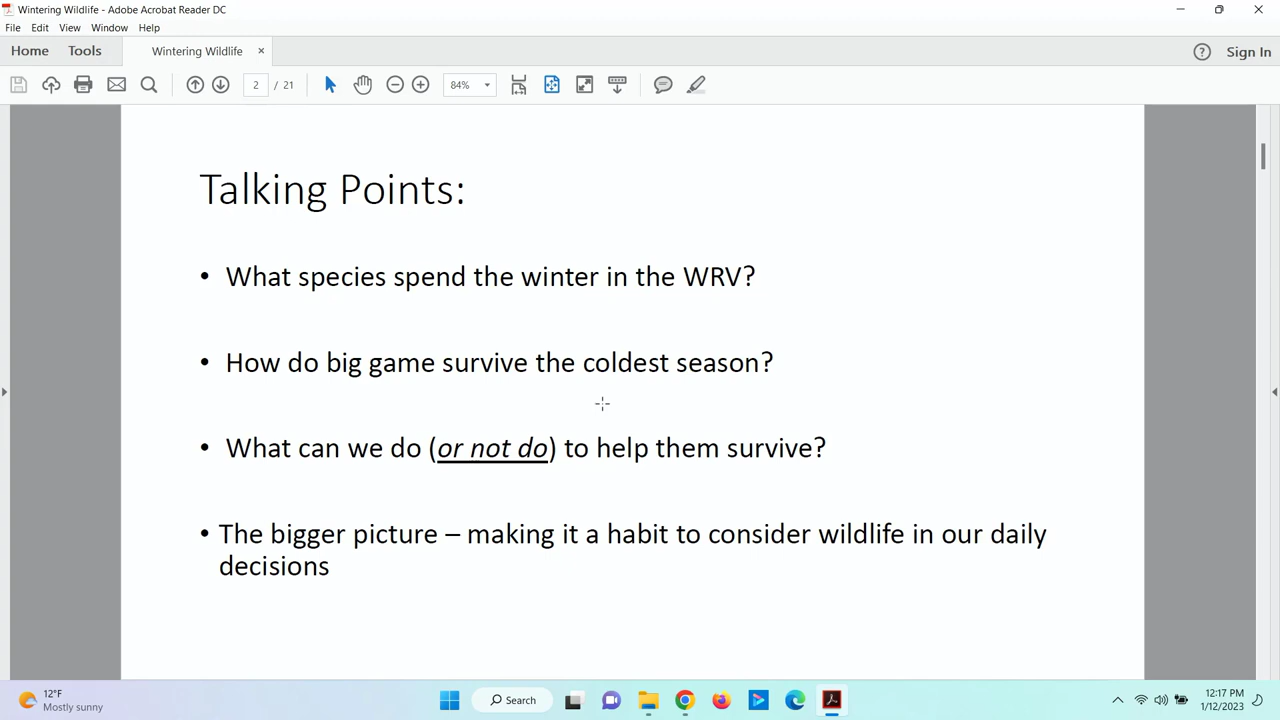 Wintering Wildlife - Adobe Acrobat Reader DC
File Edit View Window Help
Home Tools Wintering Wildlife × Sign In
2 / 21 84%
Talking Points:
• What species spend the winter in the WRV?
• How do big game survive the coldest season?
• What can we do (or not do) to help them survive?
• The bigger picture – making it a habit to consider wildlife in our daily
decisions
12°F
Mostly sunny
Search
12:17 PM
1/12/2023